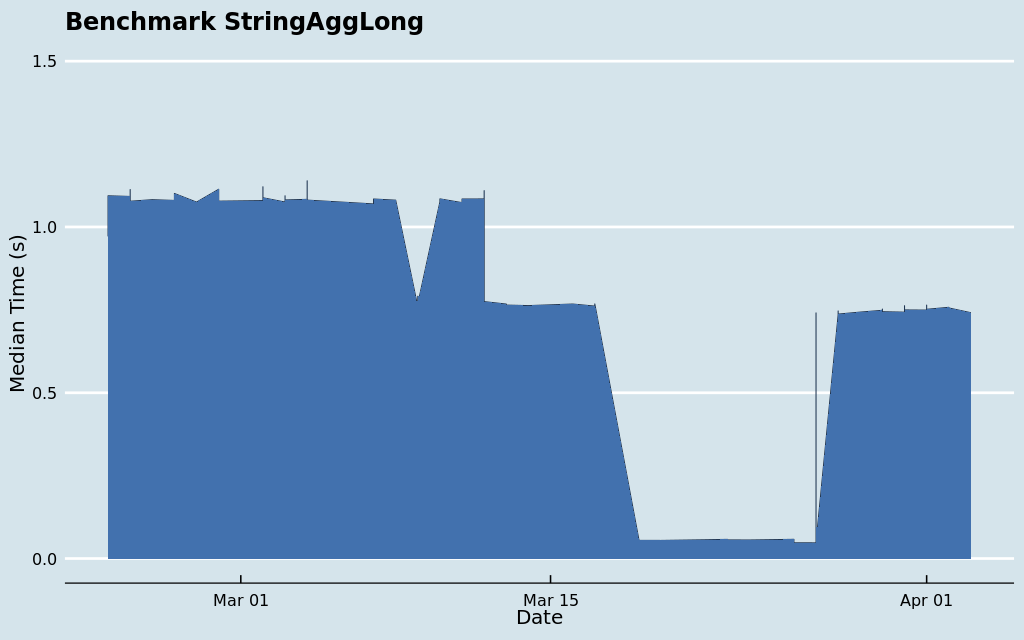 Benchmark StringAggLong
Median Time (s)
1.5
1.0
0.5
0.0
Mar 01
Mar 15
Apr 01
Date